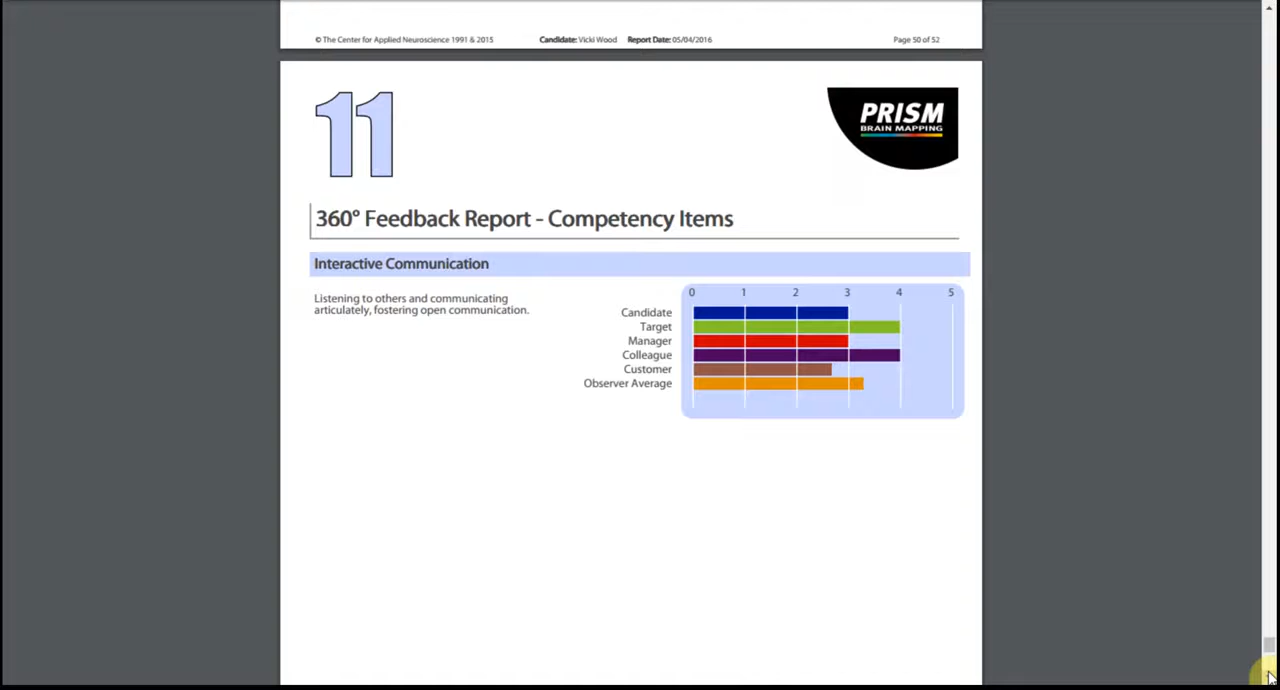 © The Center for Applied Neuroscience 1991 & 2015 Candidate: Vicki Wood Report Date: 05/04/2016 Page 50 of 52
11
PRISM
BRAIN MAPPING
360° Feedback Report - Competency Items
Interactive Communication
Listening to others and communicating
articulately, fostering open communication.
0 1 2 3 4 5
Candidate
Target
Manager
Colleague
Customer
Observer Average